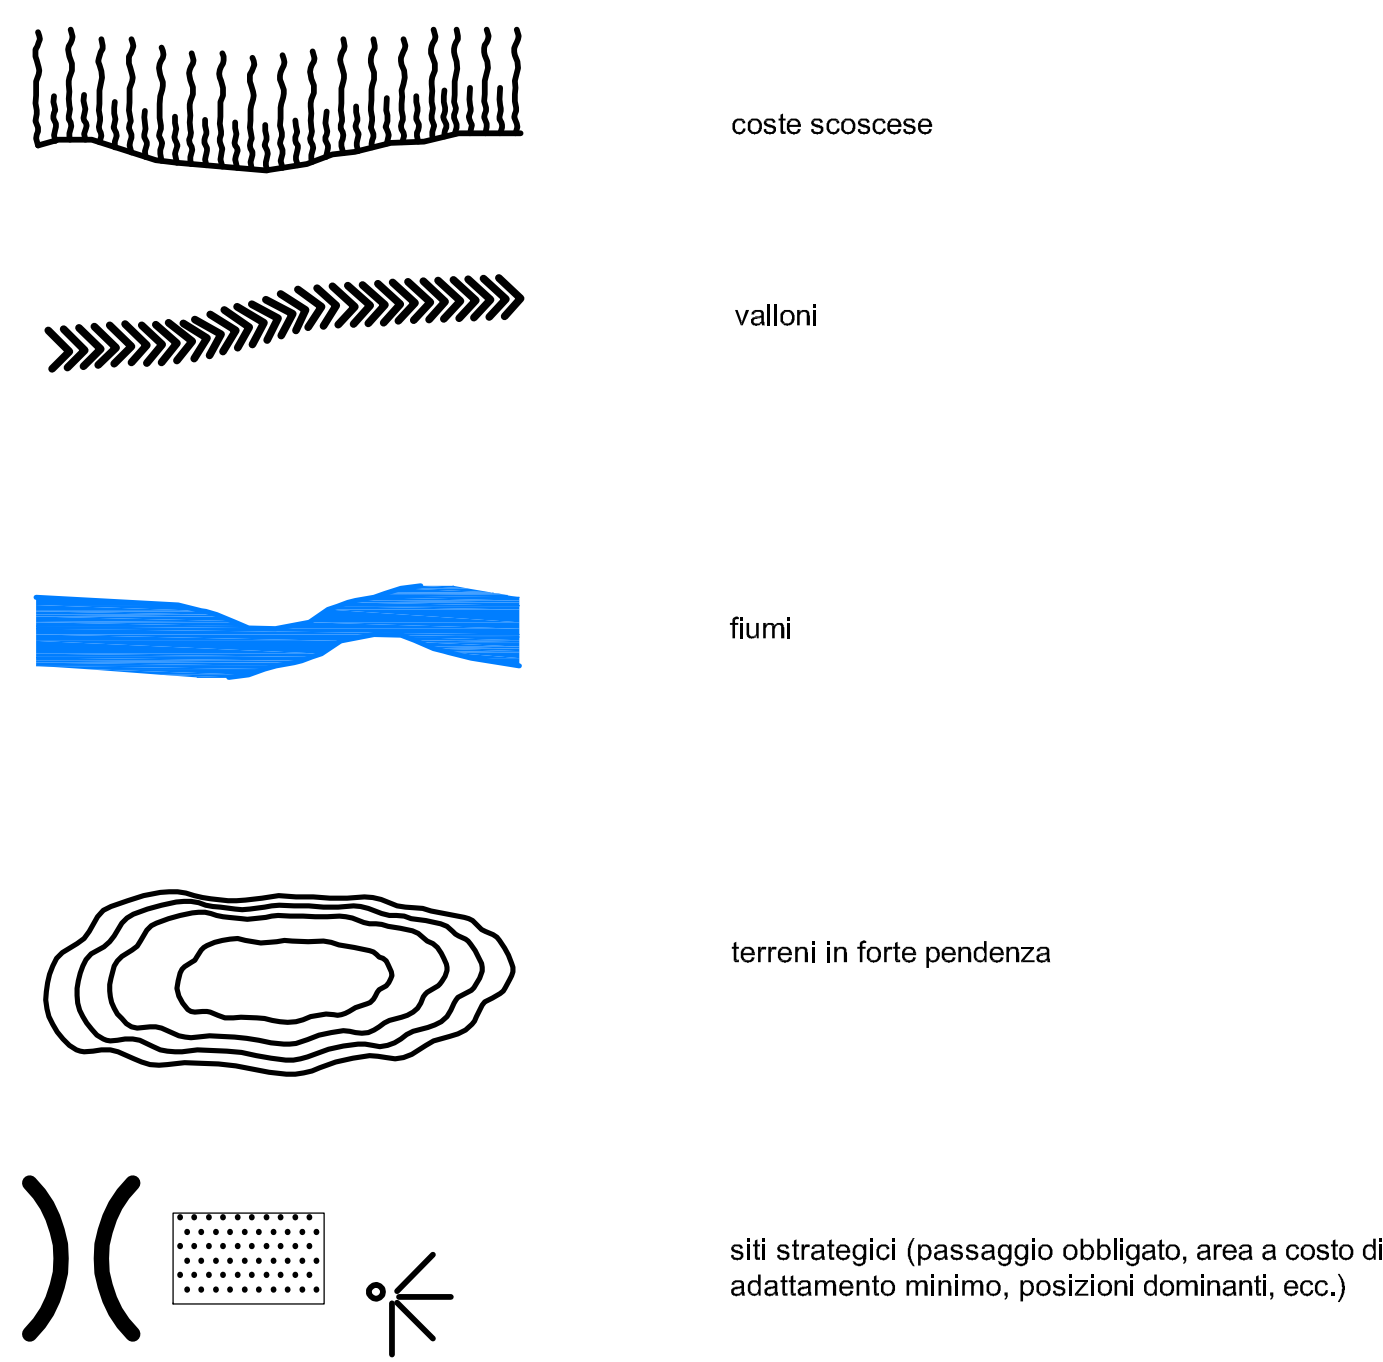 coste scoscese
valloni
fiumi
terreni in forte pendenza
siti strategici (passaggio obbligato, area a costo di
adattamento minimo, posizioni dominanti, ecc.)